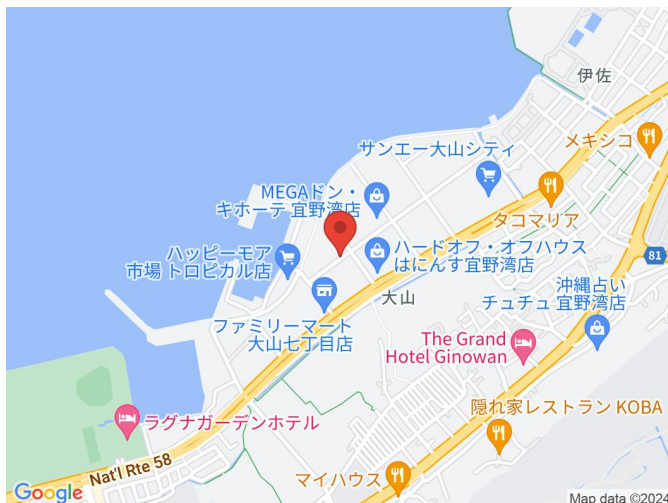 伊佐
メキシコ
サンエー大山シティ
タコマリア
MEGAドン・
キホーテ 宜野湾店
81
ハッピーモア
市場 トロピカル店
ハードオフ・オフハウス
はにんす宜野湾店
大山
沖縄占い
チュチュ 宜野湾店
ファミリーマート
大山七丁目店
The Grand
Hotel Ginowan
隠れ家レストラン KOBA
ラグナガーデンホテル
Nat'l Rte 58
マイハウス
Google
Map data ©2024